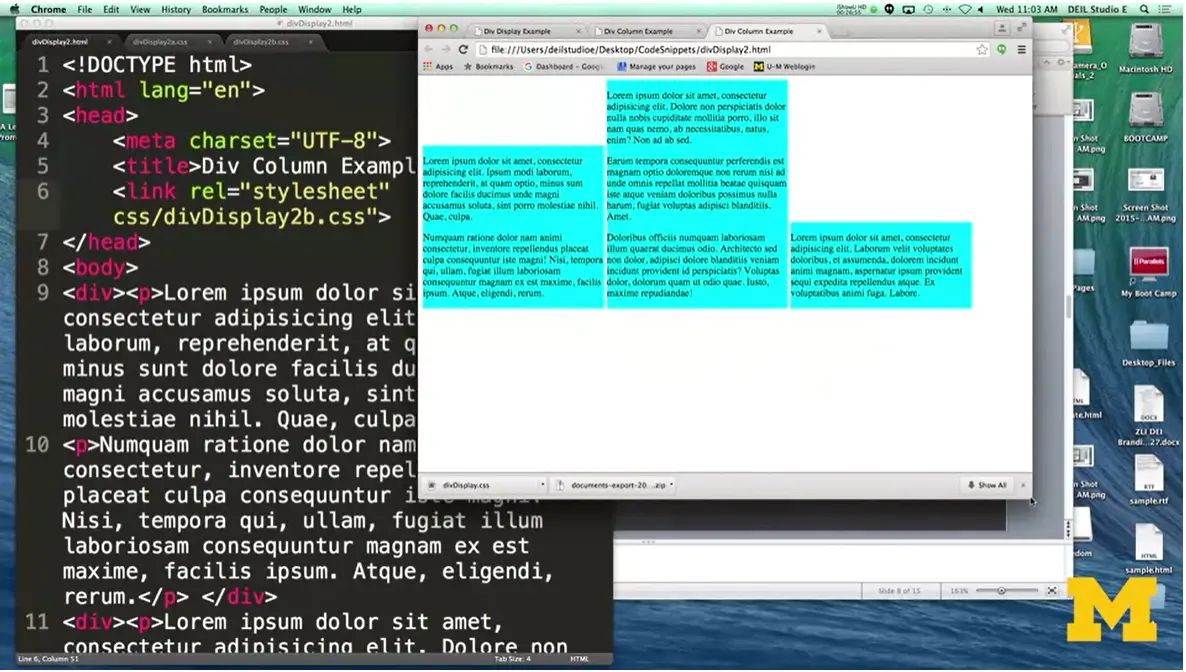 Chrome File Edit View History Bookmarks People Window Help
Wed 11:03 AM DEIL Studio E
divDisplay2.html
divDisplay2.html divDisplay2a.css divDisplay2b.css
1 <!DOCTYPE html>
2 <html lang="en">
3 <head>
4 <meta charset="UTF-8">
5 <title>Div Column Examp
6 <link rel="stylesheet"
css/divDisplay2b.css">
7 </head>
8 <body>
9 <div><p>Lorem ipsum dolor si
consectetur adipisicing elit
laborum, reprehenderit, at q
minus sunt dolore facilis du
magni accusamus soluta, sint
molestiae nihil. Quae, culpa
10 <p>Numquam ratione dolor nam
consectetur, inventore repel
placeat culpa consequuntur iste magni!
Nisi, tempora qui, ullam, fugiat illum
laboriosam consequuntur magnam ex est
maxime, facilis ipsum. Atque, eligendi,
rerum.</p> </div>
11 <div><p>Lorem ipsum dolor sit amet,
consectetur adipisicing elit. Dolore non
Line 6, Column 51
Tab Size: 4
HTML
Div Display Example
Div Column Example
Div Column Example
file:///Users/deilstudioe/Desktop/CodeSnippets/divDisplay2.html
Apps Bookmarks Dashboard - Goog Manage your pages Google U-M Weblogin
Lorem ipsum dolor sit amet, consectetur
adipisicing elit. Ipsum modi laborum,
reprehenderit, at quam optio, minus sunt
dolore facilis ducimus unde magni
accusamus soluta, sint porro molestiae nihil.
Quae, culpa.
Numquam ratione dolor nam animi
consectetur, inventore repellendus placeat
culpa consequuntur iste magni! Nisi, tempora
qui, ullam, fugiat illum laboriosam
consequuntur magnam ex est maxime, facilis
ipsum. Atque, eligendi, rerum.
Lorem ipsum dolor sit amet, consectetur
adipisicing elit. Dolore non perspiciatis dolor
nulla nobis cupiditate mollitia porro, illo sit
nam quas nemo, ab necessitatibus, natus,
enim? Non ad ab sed.
Earum tempora consequuntur perferendis est
magnam optio doloremque non rerum nisi ad
unde omnis repellat mollitia beatae quisquam
iste atque veniam doloribus possimus nulla
harum, fugiat voluptas adipisci blanditiis.
Amet.
Doloribus officiis numquam laboriosam
illum quaerat ducimus odio. Architecto sed
non dolor, adipisci dolore blanditiis veniam
incidunt provident id perspiciatis? Voluptas
dolor, dolorum quam ut odio quae. Iusto,
maxime repudiandae!
Lorem ipsum dolor sit amet, consectetur
adipisicing elit. Laborum velit voluptates
doloribus, et assumenda, dolorem incidunt
animi magnam, aspernatur ipsum provident
sequi expedita repellendus atque. Ex
voluptatibus animi fuga. Labore.
divDisplay.css
documents-export-20...zip
Show All
Slide 8 of 15
163%
Macintosh HD
BOOTCAMP
Screen Shot
2015-...AM.png
Parallels
My Boot Camp
Desktop_Files
DOCX
ZLI DEI
Brandi...27.docx
RTF
sample.rtf
HTML
sample.html
M